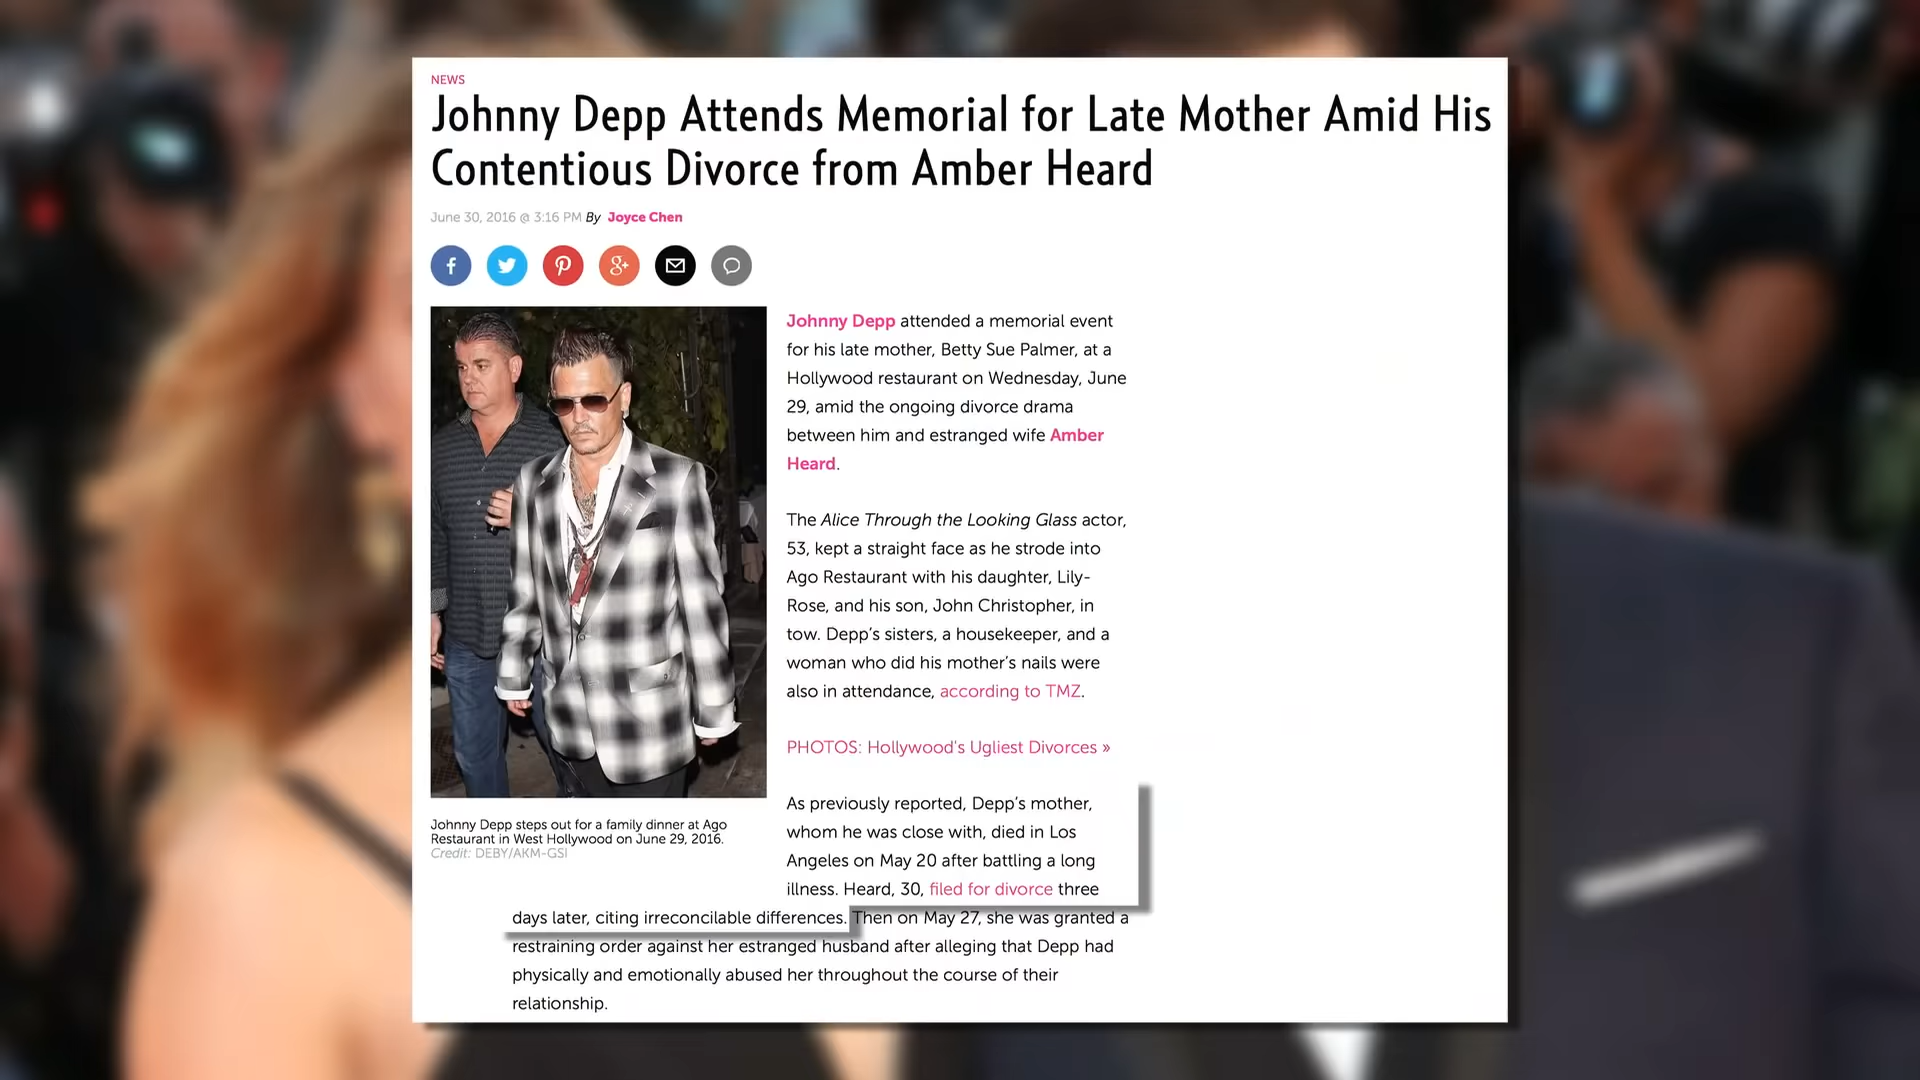 NEWS
Johnny Depp Attends Memorial for Late Mother Amid His
Contentious Divorce from Amber Heard
June 30, 2016 @ 3:16 PM By Joyce Chen
f g+
Johnny Depp attended a memorial event
for his late mother, Betty Sue Palmer, at a
Hollywood restaurant on Wednesday, June
29, amid the ongoing divorce drama
between him and estranged wife Amber
Heard.
The Alice Through the Looking Glass actor,
53, kept a straight face as he strode into
Ago Restaurant with his daughter, Lily-
Rose, and his son, John Christopher, in
tow. Depp’s sisters, a housekeeper, and a
woman who did his mother’s nails were
also in attendance, according to TMZ.
PHOTOS: Hollywood's Ugliest Divorces »
Johnny Depp steps out for a family dinner at Ago
Restaurant in West Hollywood on June 29, 2016.
Credit: DEBY/AKM-GSI
As previously reported, Depp’s mother,
whom he was close with, died in Los
Angeles on May 20 after battling a long
illness. Heard, 30, filed for divorce three
days later, citing irreconcilable differences. Then on May 27, she was granted a
restraining order against her estranged husband after alleging that Depp had
physically and emotionally abused her throughout the course of their
relationship.